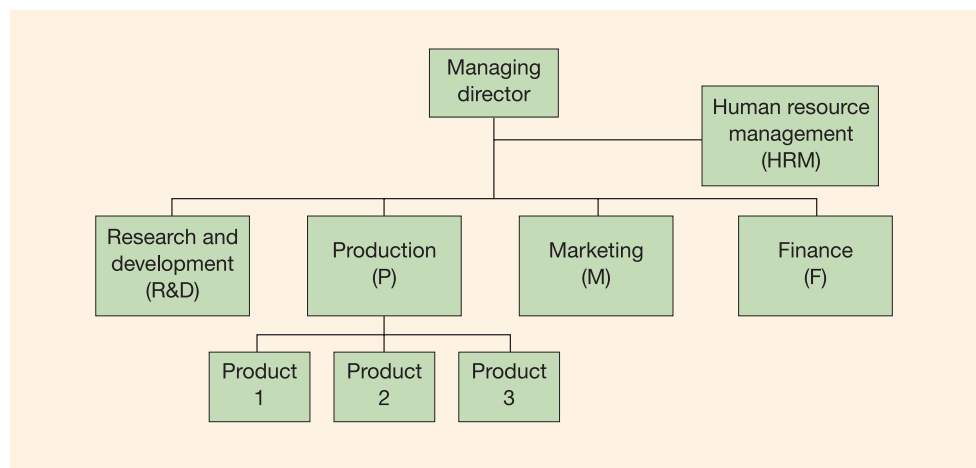 Managing
director
Human resource
management
(HRM)
Research and
development
(R&D)
Production
(P)
Marketing
(M)
Finance
(F)
Product
1
Product
2
Product
3